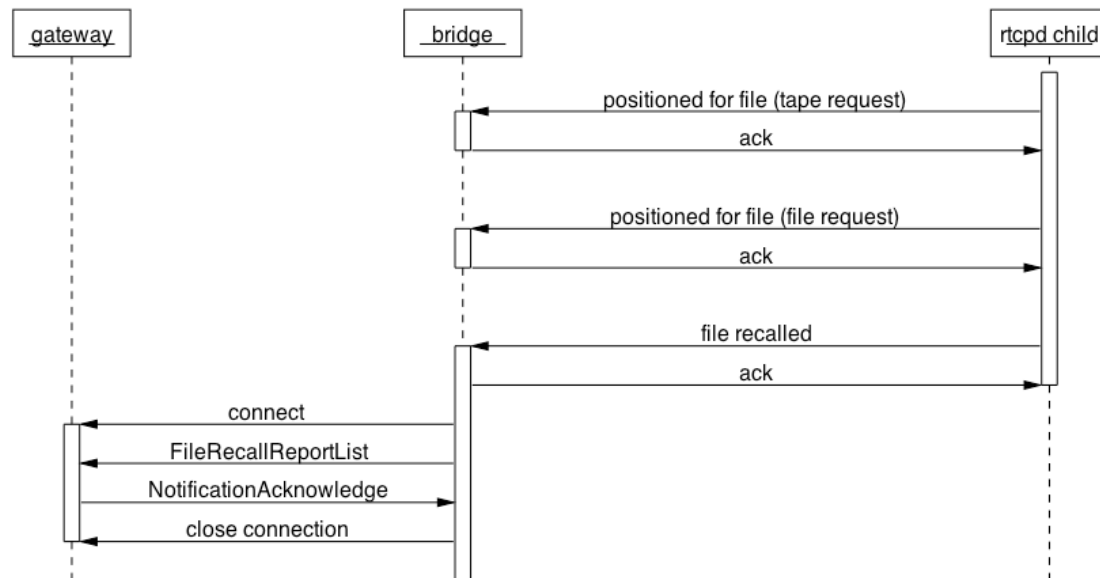 gateway
bridge
rtcpd child
positioned for file (tape request)
ack
positioned for file (file request)
ack
file recalled
ack
connect
FileRecallReportList
NotificationAcknowledge
close connection